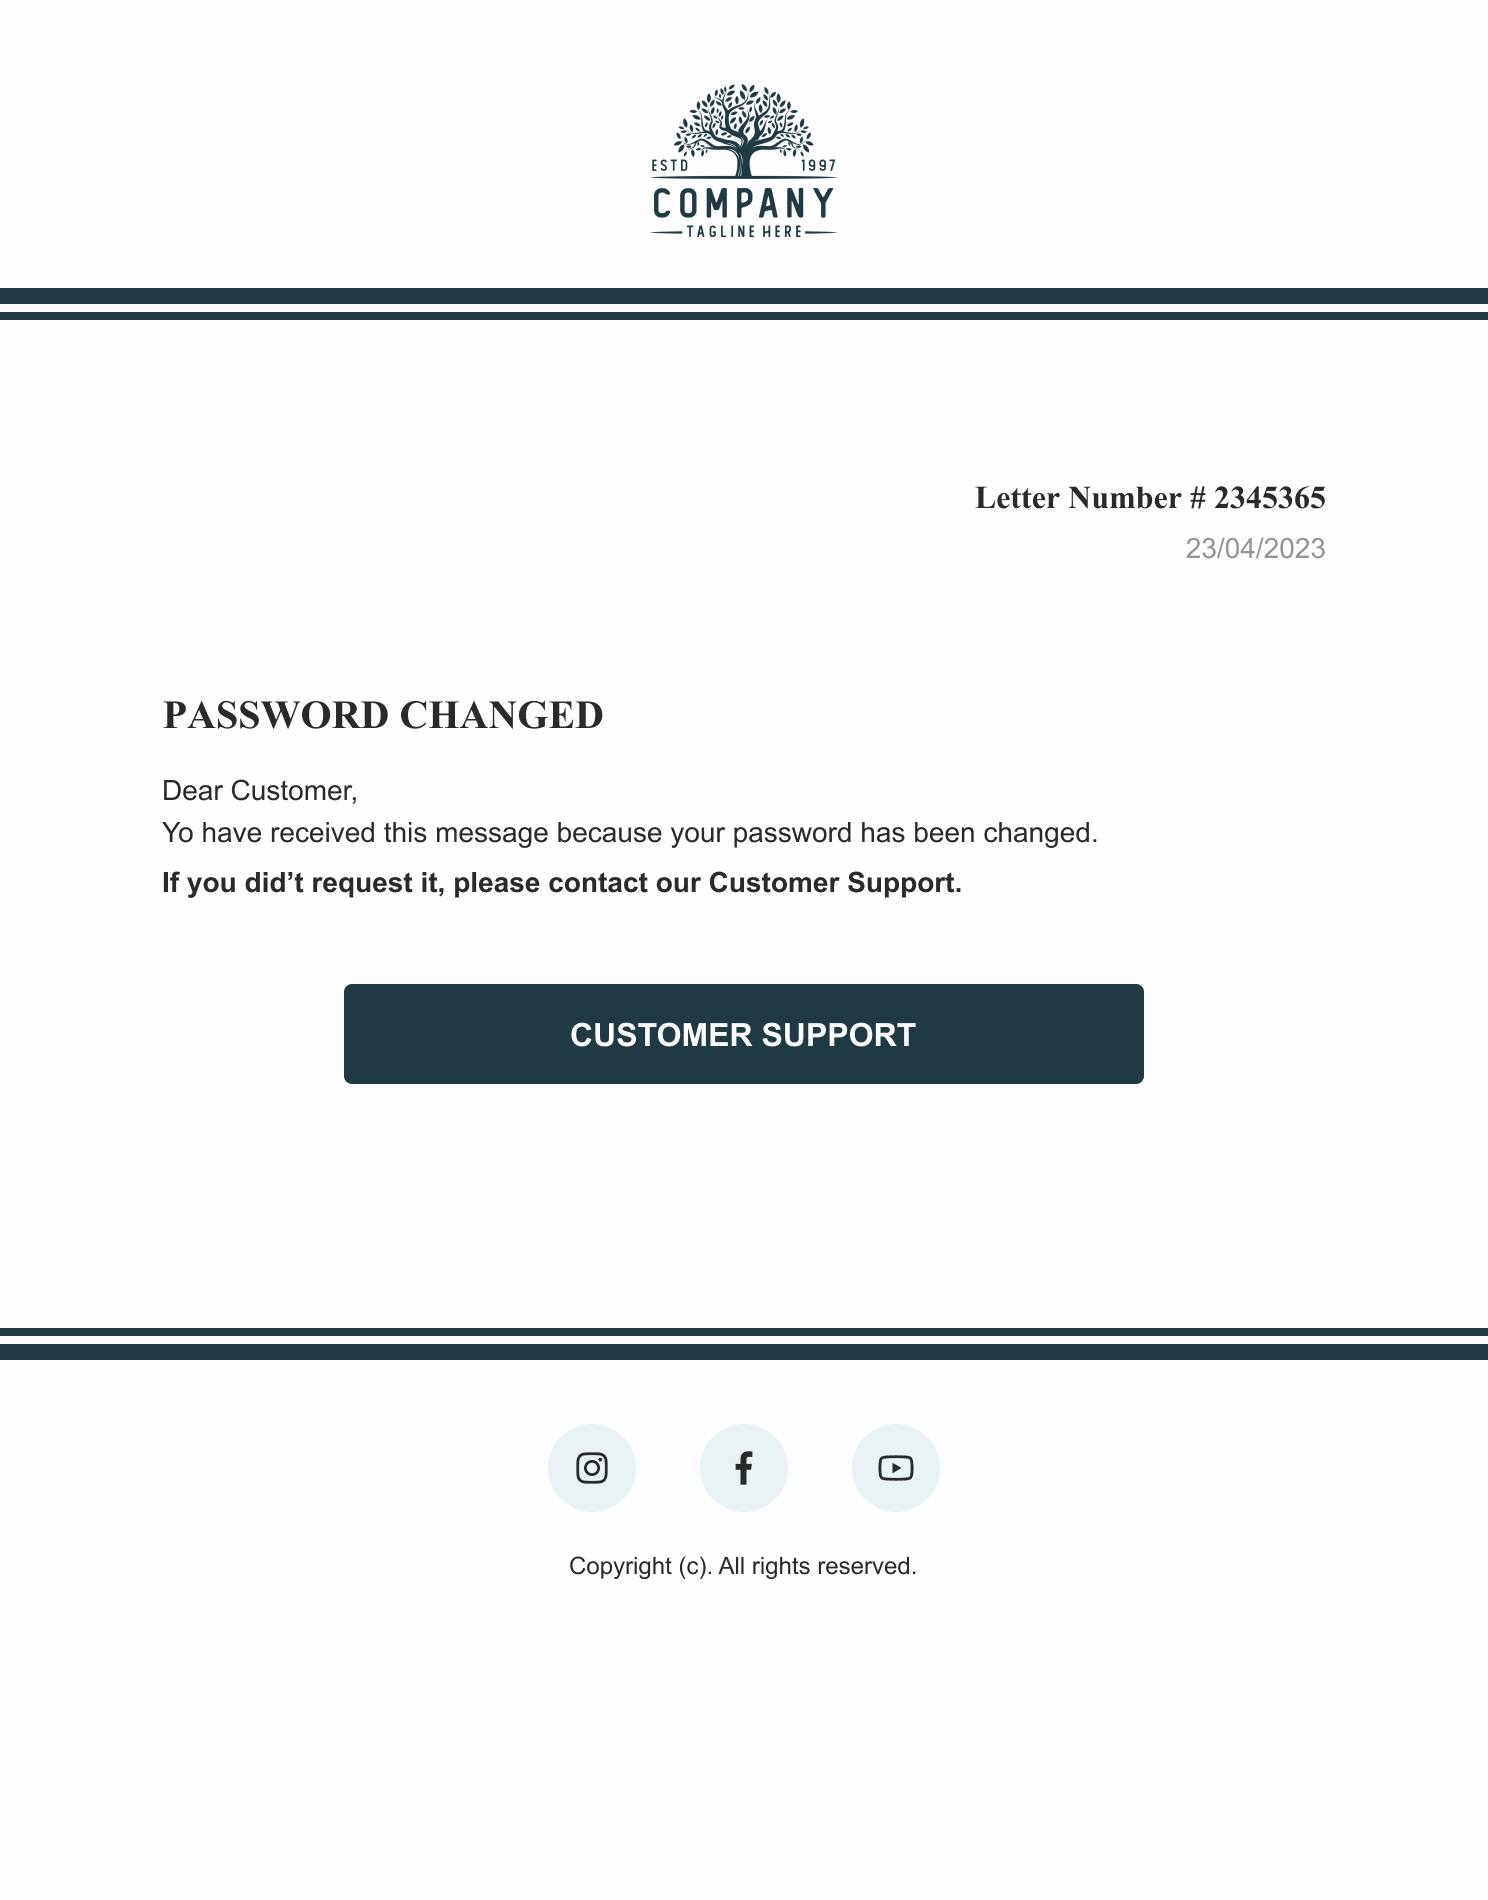 ESTD 1997
COMPANY
TAGLINE HERE
Letter Number # 2345365
23/04/2023
PASSWORD CHANGED
Dear Customer,
Yo have received this message because your password has been changed.
If you did’t request it, please contact our Customer Support.
CUSTOMER SUPPORT
Copyright (c). All rights reserved.